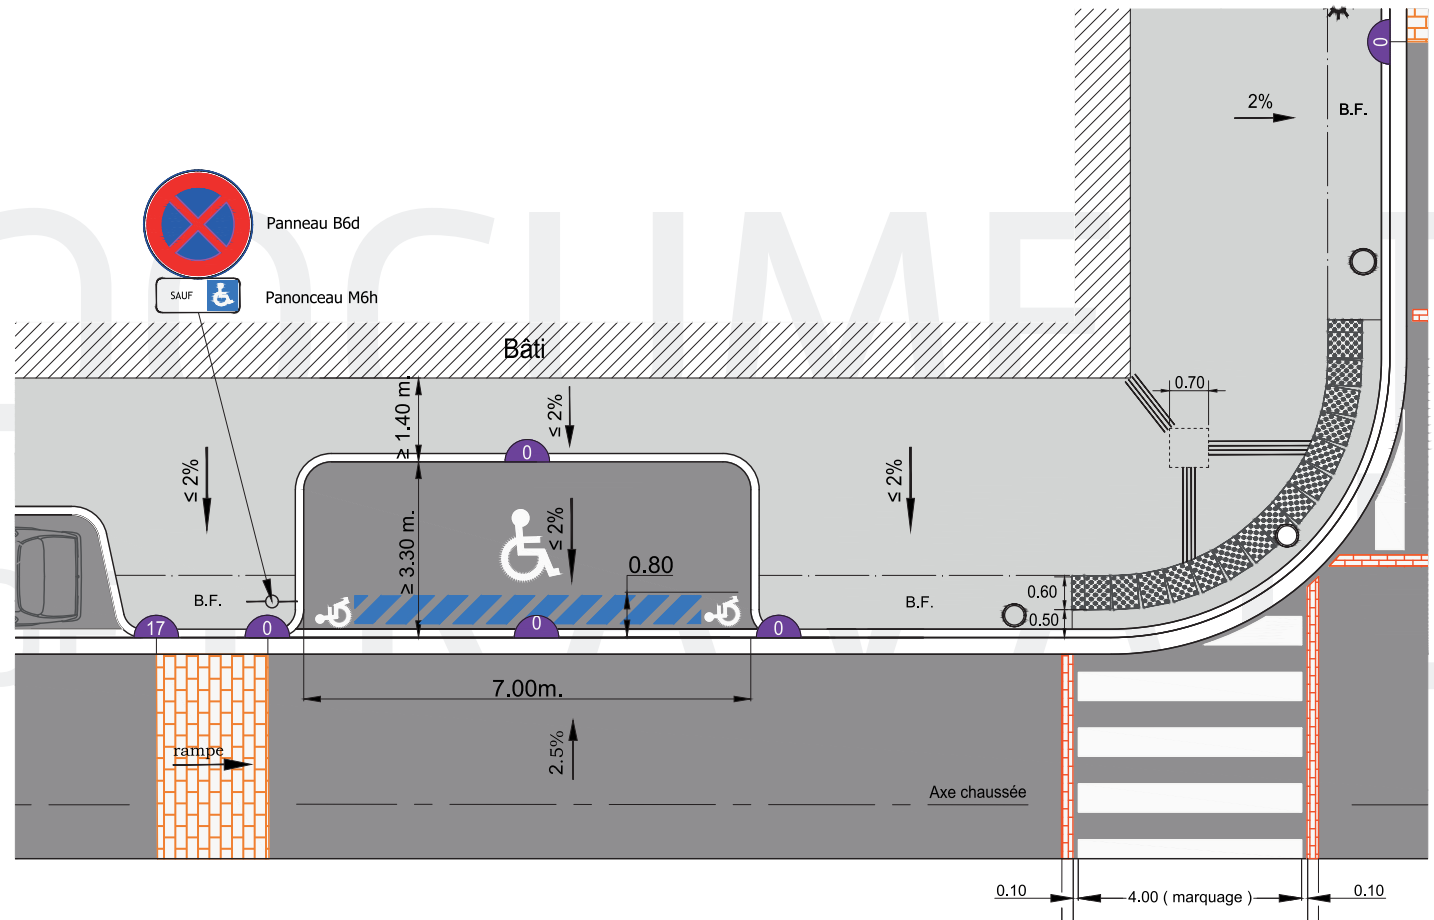 0
2%
B.F.
Panneau B6d
SAUF
Panonceau M6h
Bâti
≥ 1.40 m.
≤ 2%
0.70
0
≤ 2%
≤ 2%
≥ 3.30 m.
≤ 2%
0.80
B.F.
B.F.
0.60
0.50
17
0
0
0
7.00m.
rampe
2.5%
Axe chaussée
0.10
4.00 ( marquage )
0.10